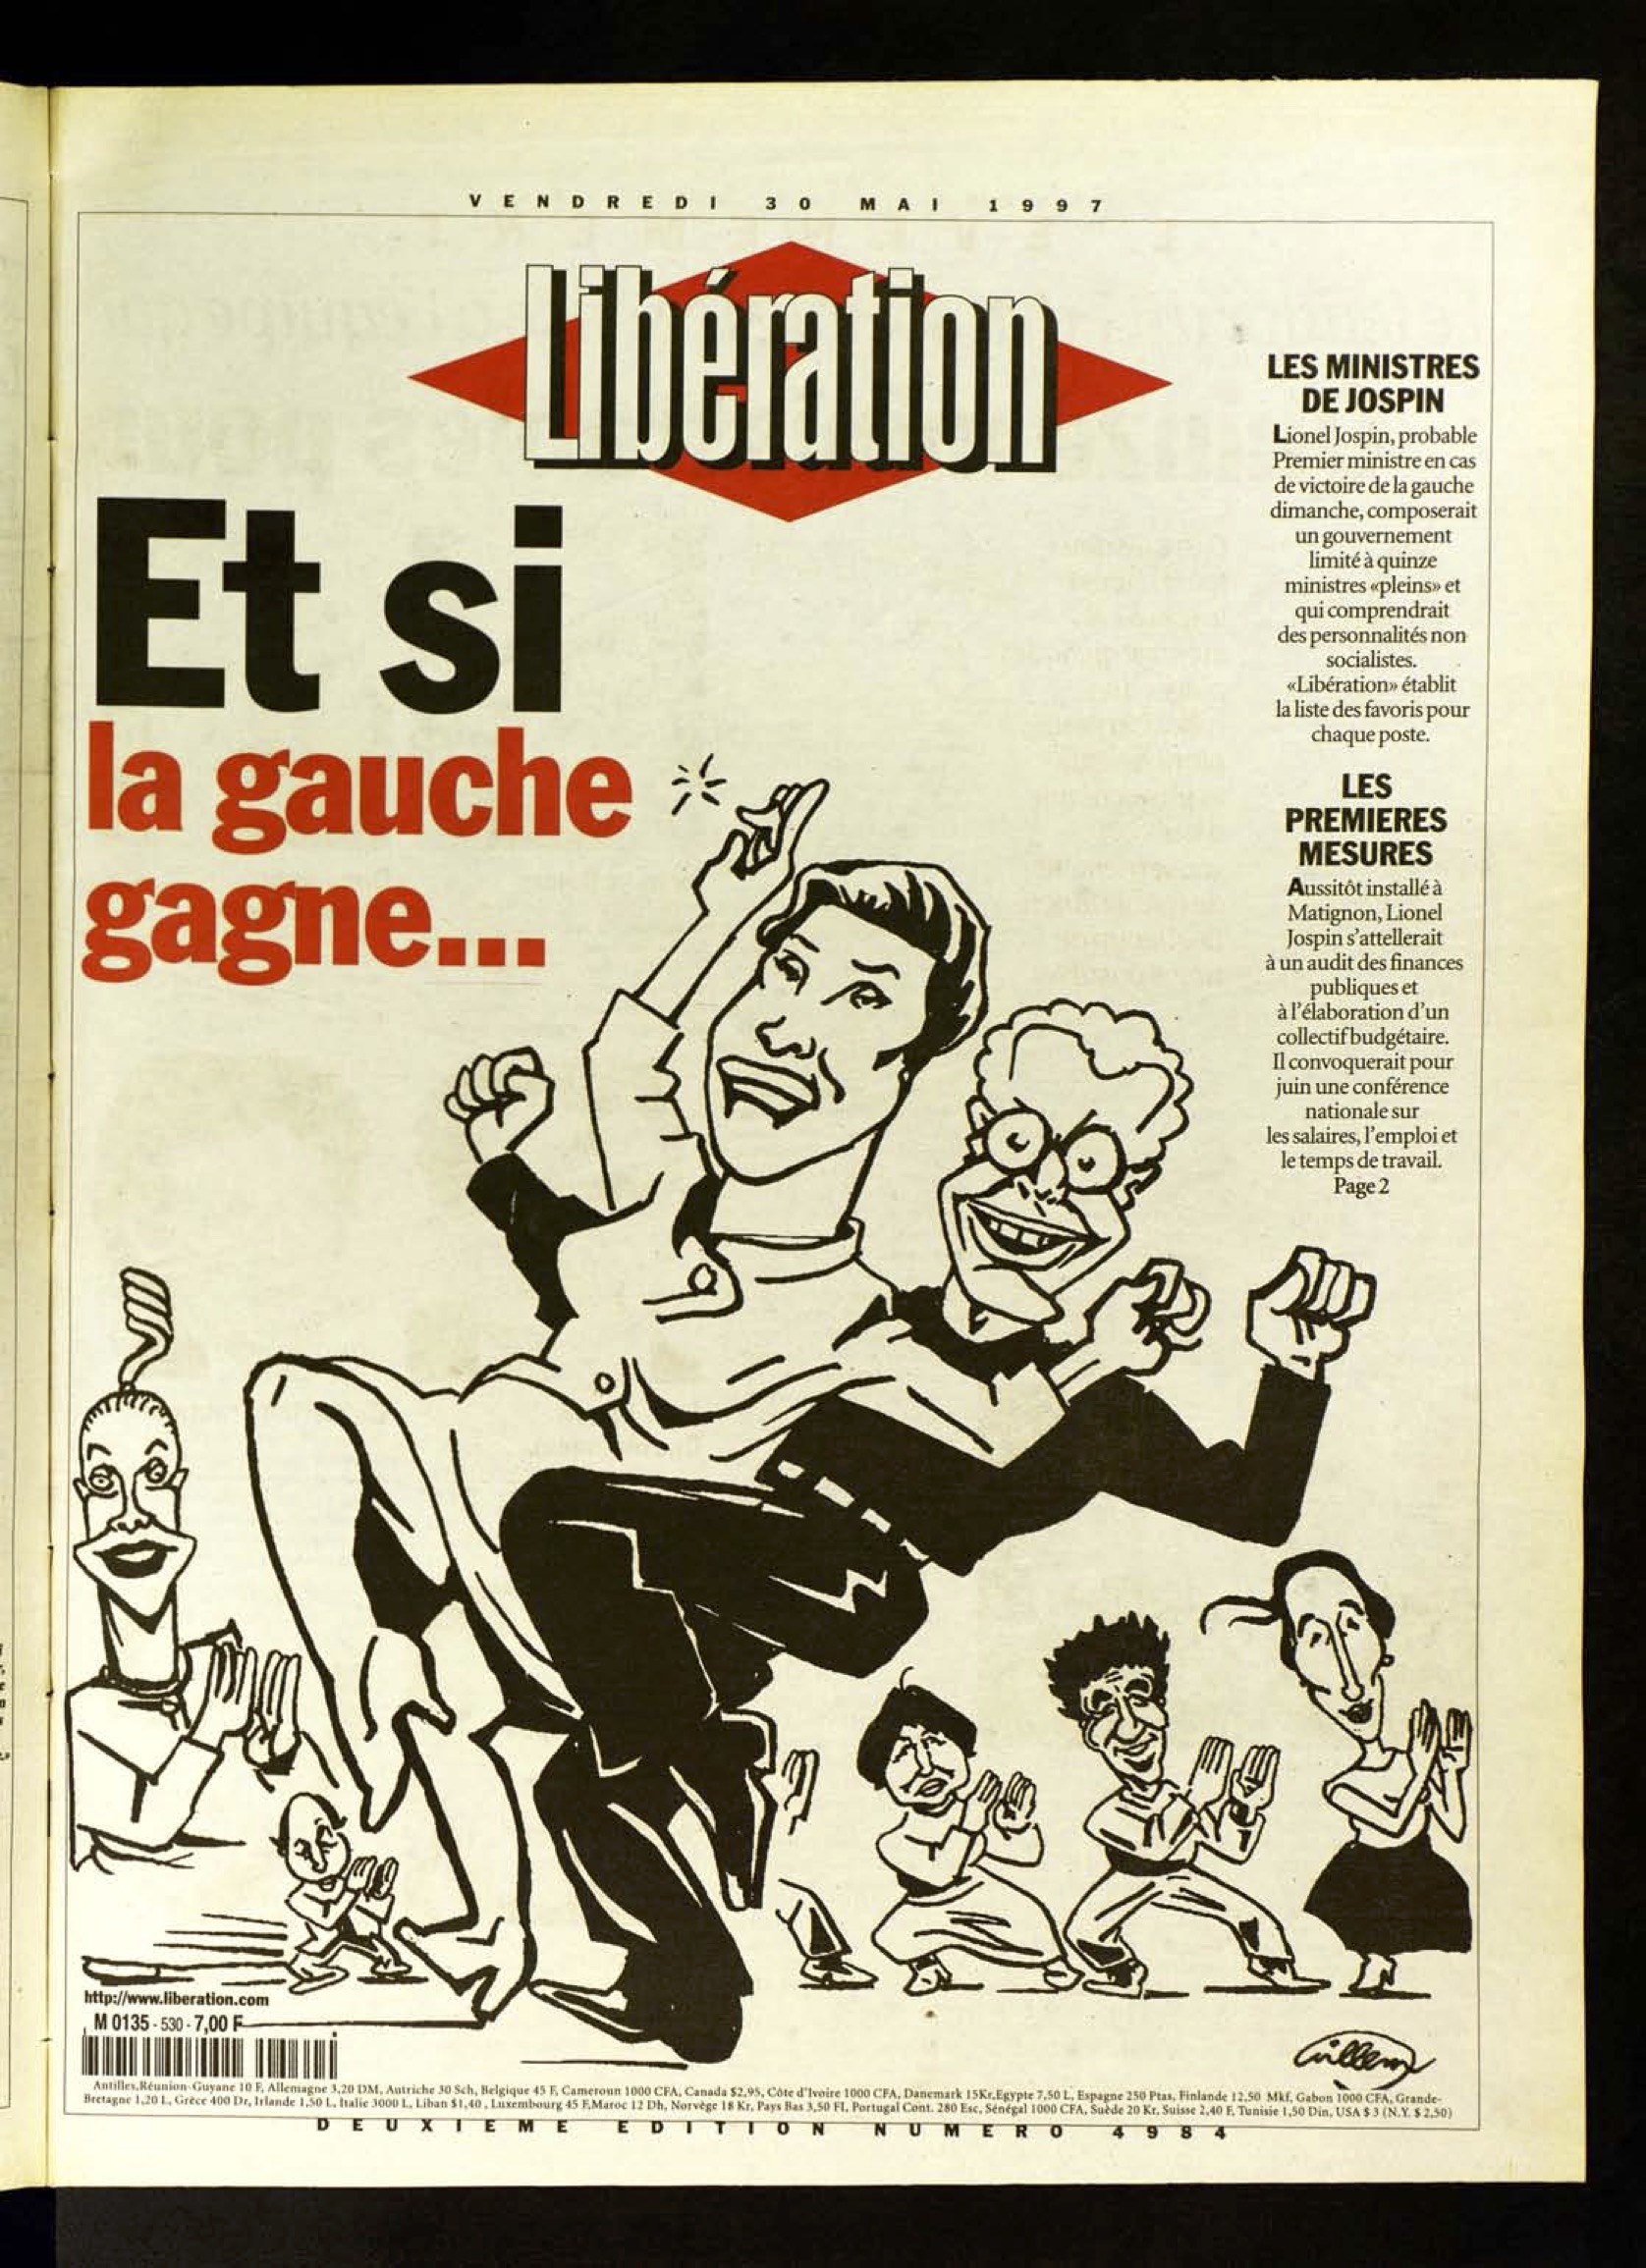 VENDREDI 30 MAI 1997
Libération
Et si
la gauche
gagne...
LES MINISTRES
DE JOSPIN
Lionel Jospin, probable
Premier ministre en cas
de victoire de la gauche
dimanche, composerait
un gouvernement
limité à quinze
ministres «pleins» et
qui comprendrait
des personnalités non
socialistes.
«Libération» établit
la liste des favoris pour
chaque poste.
LES
PREMIERES
MESURES
Aussitôt installé à
Matignon, Lionel
Jospin s'attellerait
à un audit des finances
publiques et
à l'élaboration d'un
collectif budgétaire.
Il convoquerait pour
juin une conférence
nationale sur
les salaires, l'emploi et
le temps de travail.
Page 2
http://www.liberation.com
M 0135 - 530 - 7,00 F
Willem
Antilles, Réunion-Guyane 10 F, Allemagne 3,20 DM, Autriche 30 Sch, Belgique 45 F, Cameroun 1000 CFA, Canada $2,95, Côte d'Ivoire 1000 CFA, Danemark 15Kr, Egypte 7,50 L, Espagne 250 Ptas, Finlande 12,50 Mkf, Gabon 1000 CFA, Grande-
Bretagne 1,20 L, Grèce 400 Dr, Irlande 1,50 L, Italie 3000 L, Liban $1,40, Luxembourg 45 F, Maroc 12 Dh, Norvège 18 Kr, Pays Bas 3,50 Fl, Portugal Cont. 280 Esc, Sénégal 1000 CFA, Suède 20 Kr, Suisse 2,40 F, Tunisie 1,50 Din, USA $ 3 (N.Y. $ 2,50)
DEUXIEME EDITION NUMERO 4984